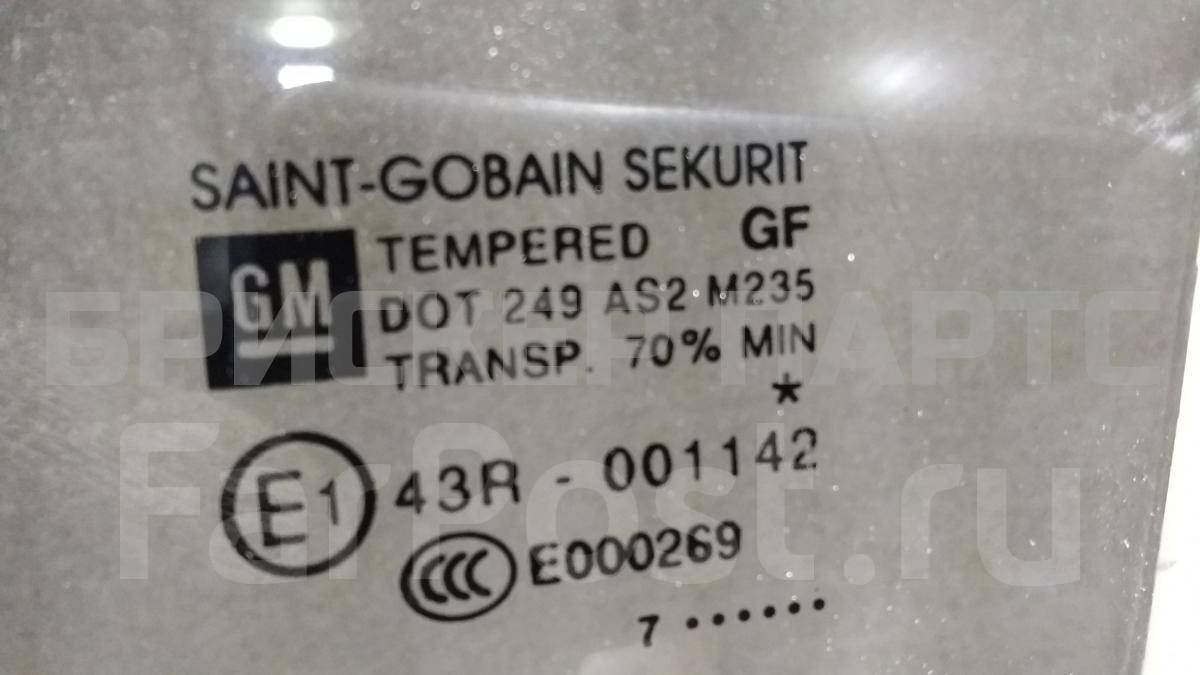 SAINT-GOBAIN SEKURIT
GM TEMPERED GF
DOT 249 AS2 M235
TRANSP. 70% MIN
*
E1 43R - 001142
CCC E000269
7 ••••••
БРИСКЕР ПАРТС
FarPost.ru